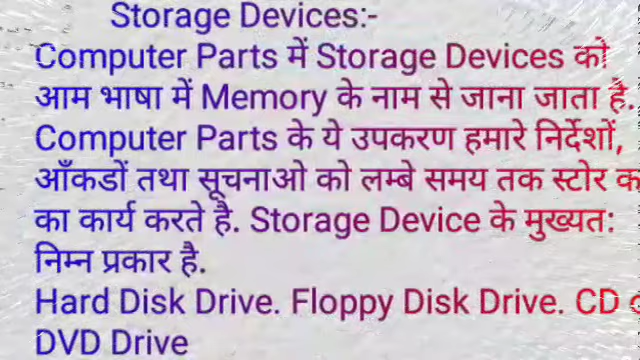 Storage Devices:-
Computer Parts में Storage Devices को
आम भाषा में Memory के नाम से जाना जाता है.
Computer Parts के ये उपकरण हमारे निर्देशों,
आँकडों तथा सूचनाओ को लम्बे समय तक स्टोर
का कार्य करते है. Storage Device के मुख्यत:
निम्न प्रकार है.
Hard Disk Drive. Floppy Disk Drive. CD
DVD Drive